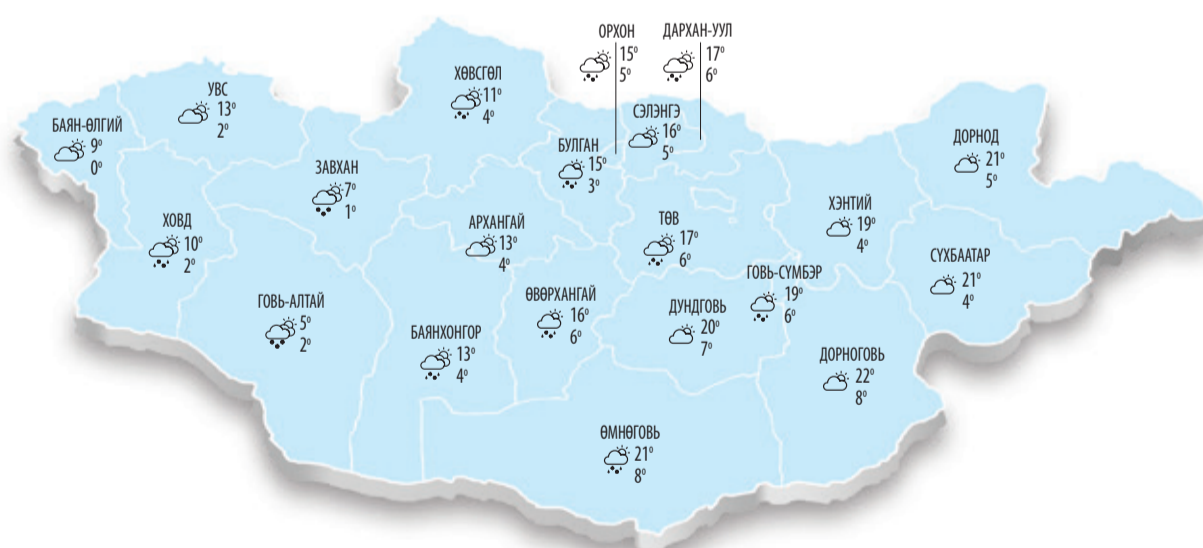 ОРХОН
15°
5°
ДАРХАН-УУЛ
17°
6°
ХӨВСГӨЛ
11°
4°
УВС
13°
2°
СЭЛЭНГЭ
16°
5°
БАЯН-ӨЛГИЙ
9°
0°
ДОРНОД
21°
5°
БУЛГАН
15°
3°
ЗАВХАН
7°
1°
ХЭНТИЙ
19°
4°
ХОВД
10°
2°
АРХАНГАЙ
13°
4°
ТӨВ
17°
6°
СҮХБААТАР
21°
4°
ГОВЬ-СҮМБЭР
19°
6°
ӨВӨРХАНГАЙ
16°
6°
ГОВЬ-АЛТАЙ
5°
2°
ДУНДГОВЬ
20°
7°
БАЯНХОНГОР
13°
4°
ДОРНОГОВЬ
22°
8°
ӨМНӨГОВЬ
21°
8°